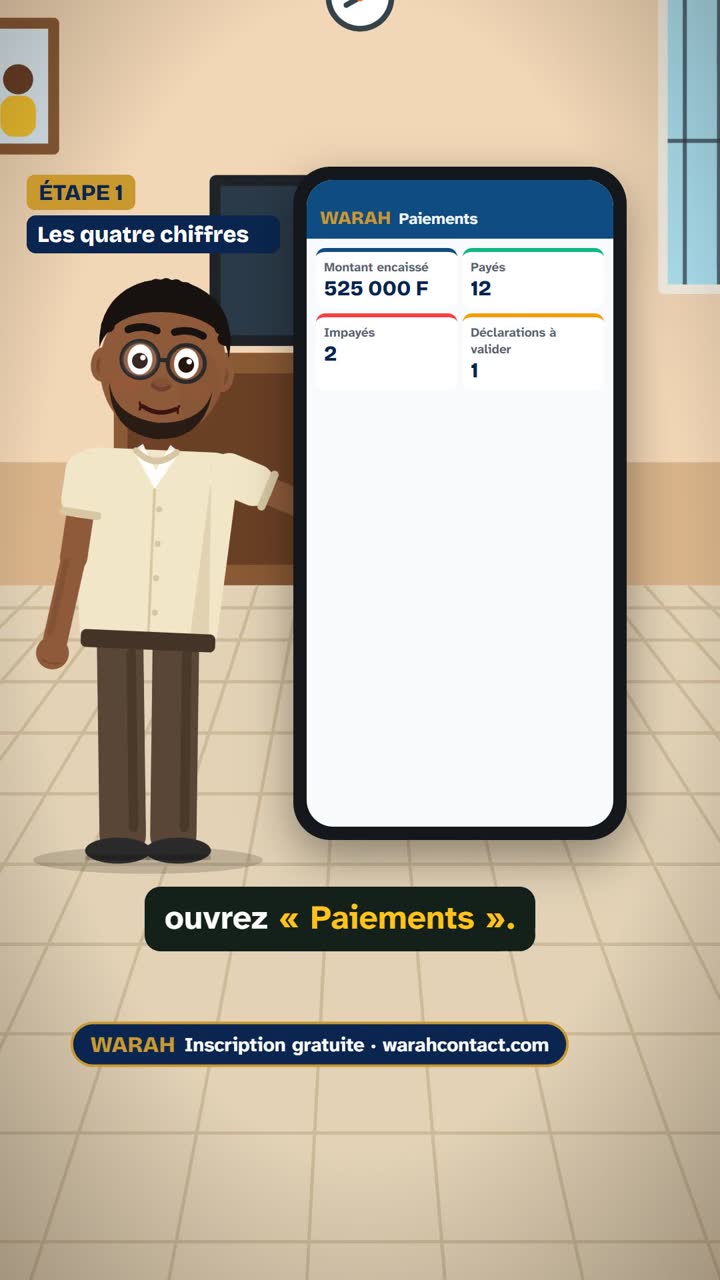 ÉTAPE 1
Les quatre chiffres
WARAH Paiements
Montant encaissé
525 000 F
Payés
12
Impayés
2
Déclarations à
valider
1
ouvrez « Paiements ».
WARAH Inscription gratuite · warahcontact.com